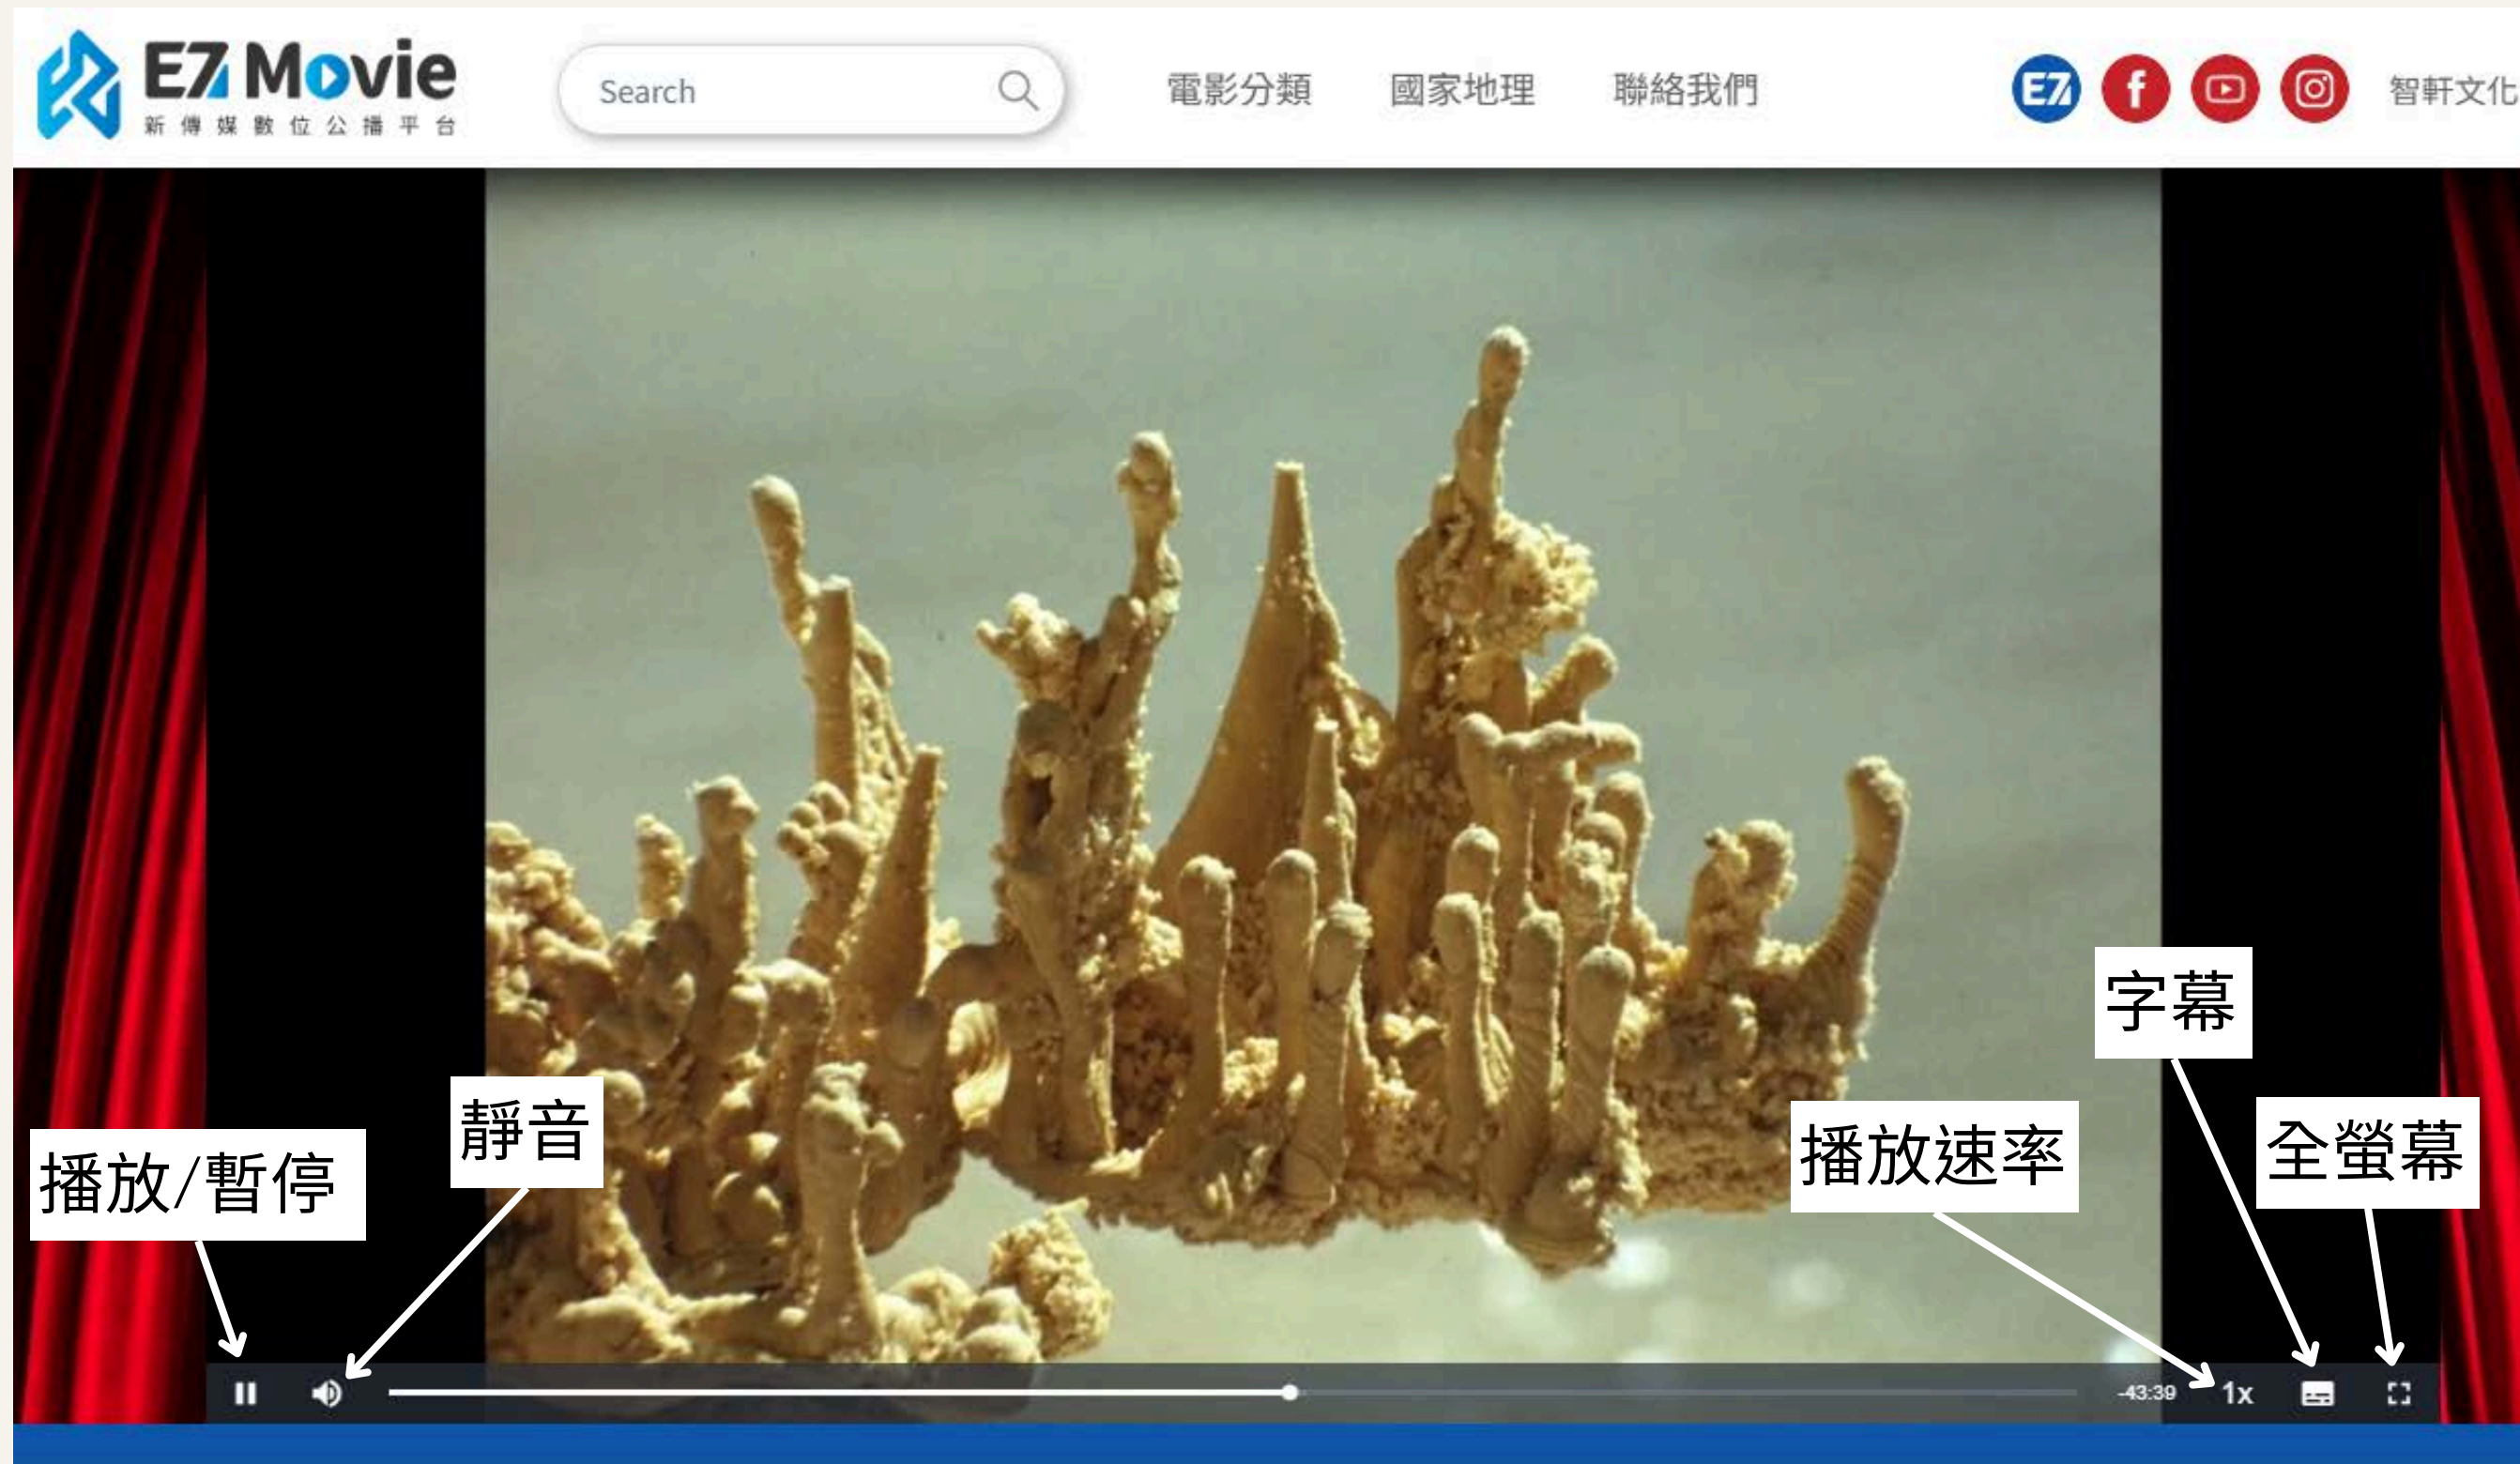 EZ Movie
新傳媒數位公播平台
Search
電影分類 國家地理 聯絡我們
EZ
智軒文化
字幕
靜音
播放速率
全螢幕
播放/暫停
-43:39 1x